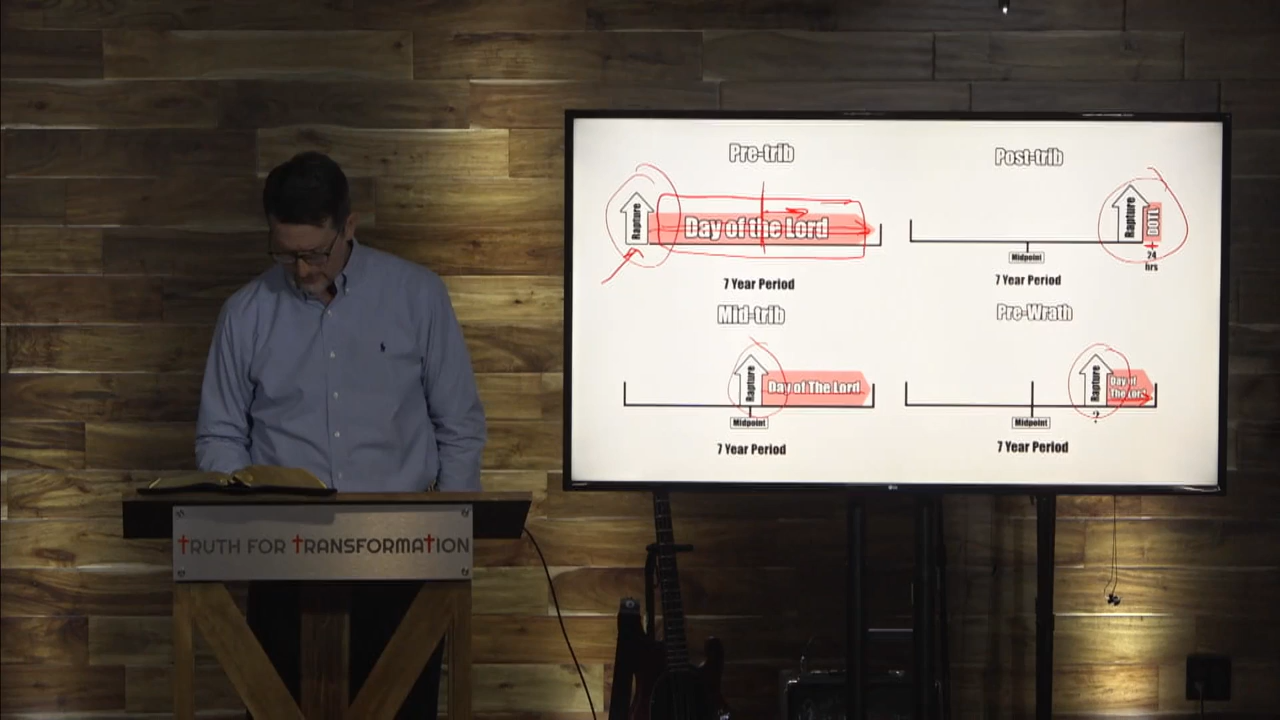 Pre-trib
Rapture
Day of the Lord
7 Year Period
Post-trib
Rapture
DOTL
Midpoint
24
hrs
7 Year Period
Mid-trib
Rapture
Day of The Lord
Midpoint
7 Year Period
Pre-Wrath
Rapture
Day of
The Lord
?
Midpoint
7 Year Period
LG
TRUTH FOR TRANSFORMATION